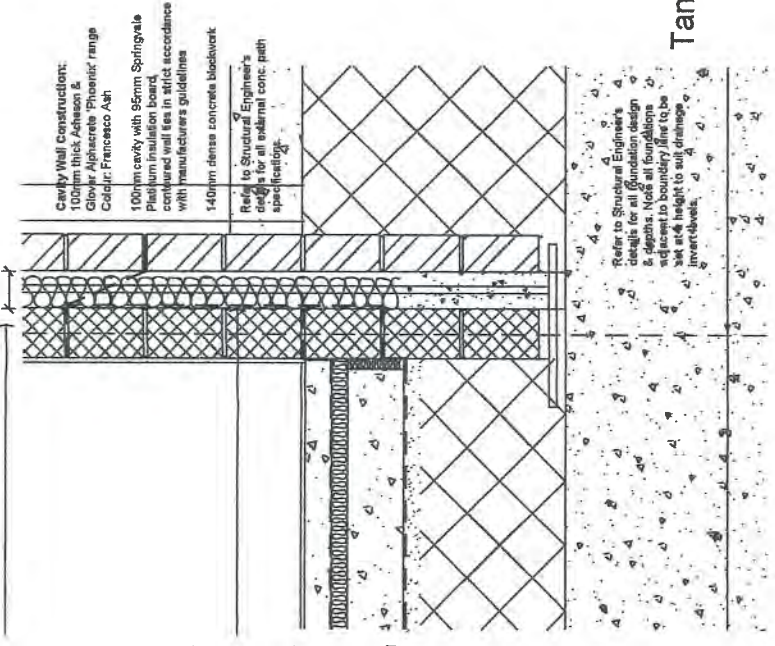 Cavity Wall Construction:
100mm thick Acheson &
Glover Alphacrete 'Phoenix' range
Colour: Francesco Ash
100mm cavity with 95mm Springvale
Platinum insulation board,
contoured wall ties in strict accordance
with manufacturers guidelines
140mm dense concrete blockwork
Refer to Structural Engineer's
details for all external conc. path
specifications.
Refer to Structural Engineer's
details for all foundation design
& depths. Note all foundations
adjacent to boundary line to be
set at height to suit drainage
invert levels.
Tan